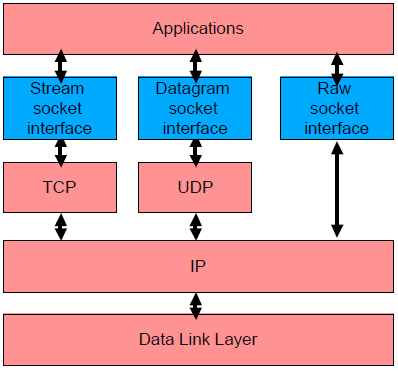 Applications
Stream
socket
interface
Datagram
socket
interface
Raw
socket
interface
TCP
UDP
IP
Data Link Layer